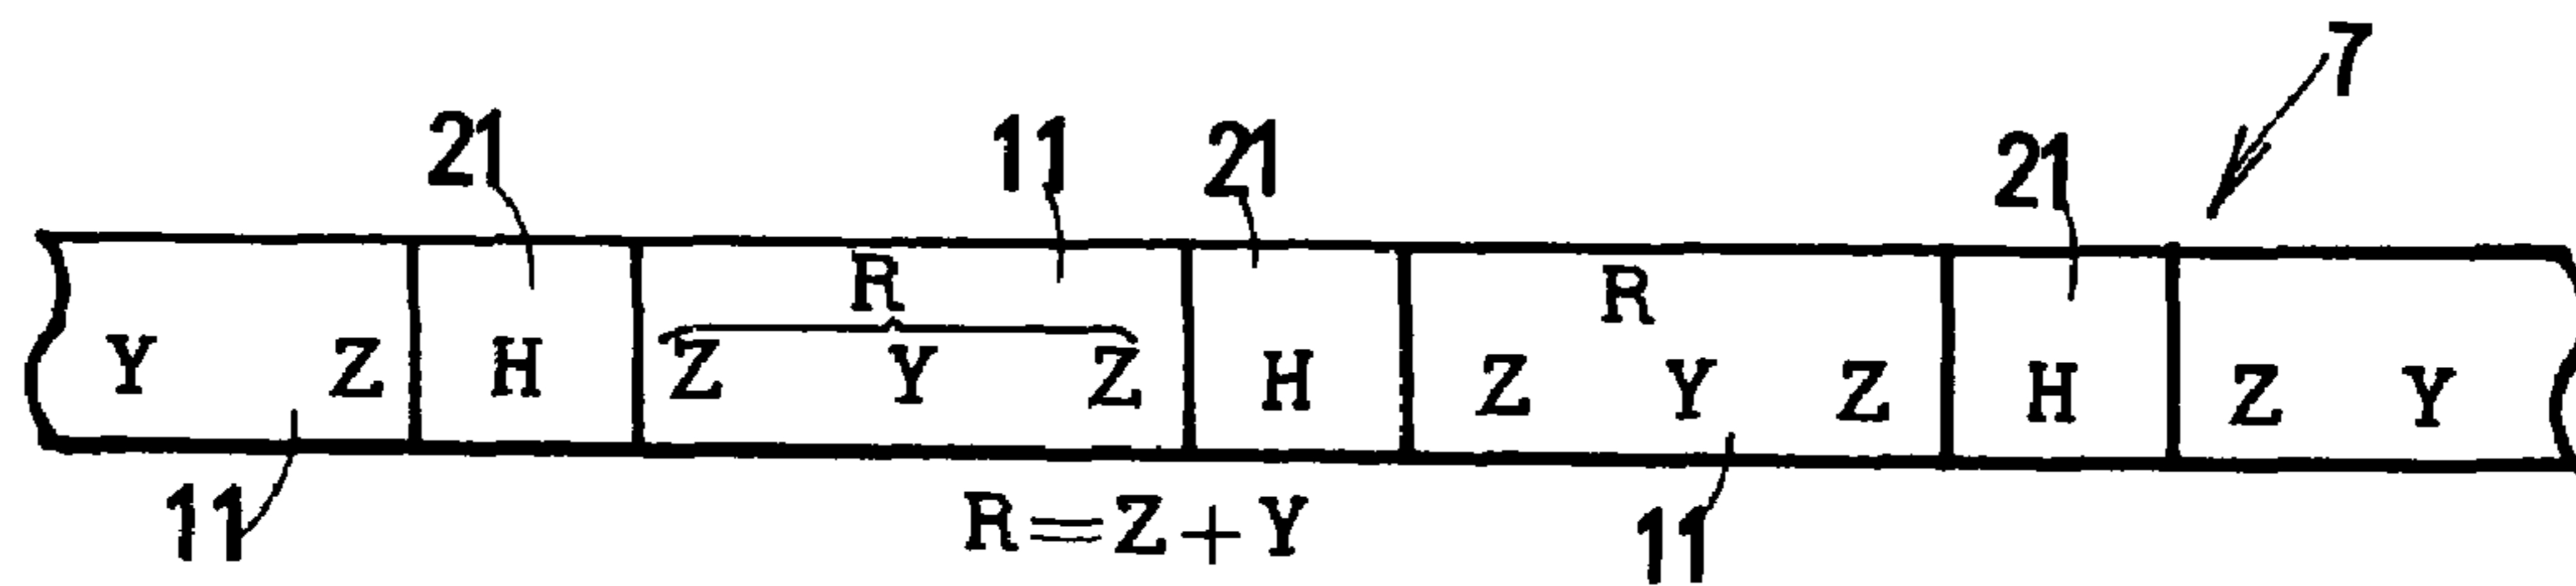 7
21 11 21 21
R R
Y Z H Z Y Z H Z Y Z H Z Y
11 R=Z+Y 11